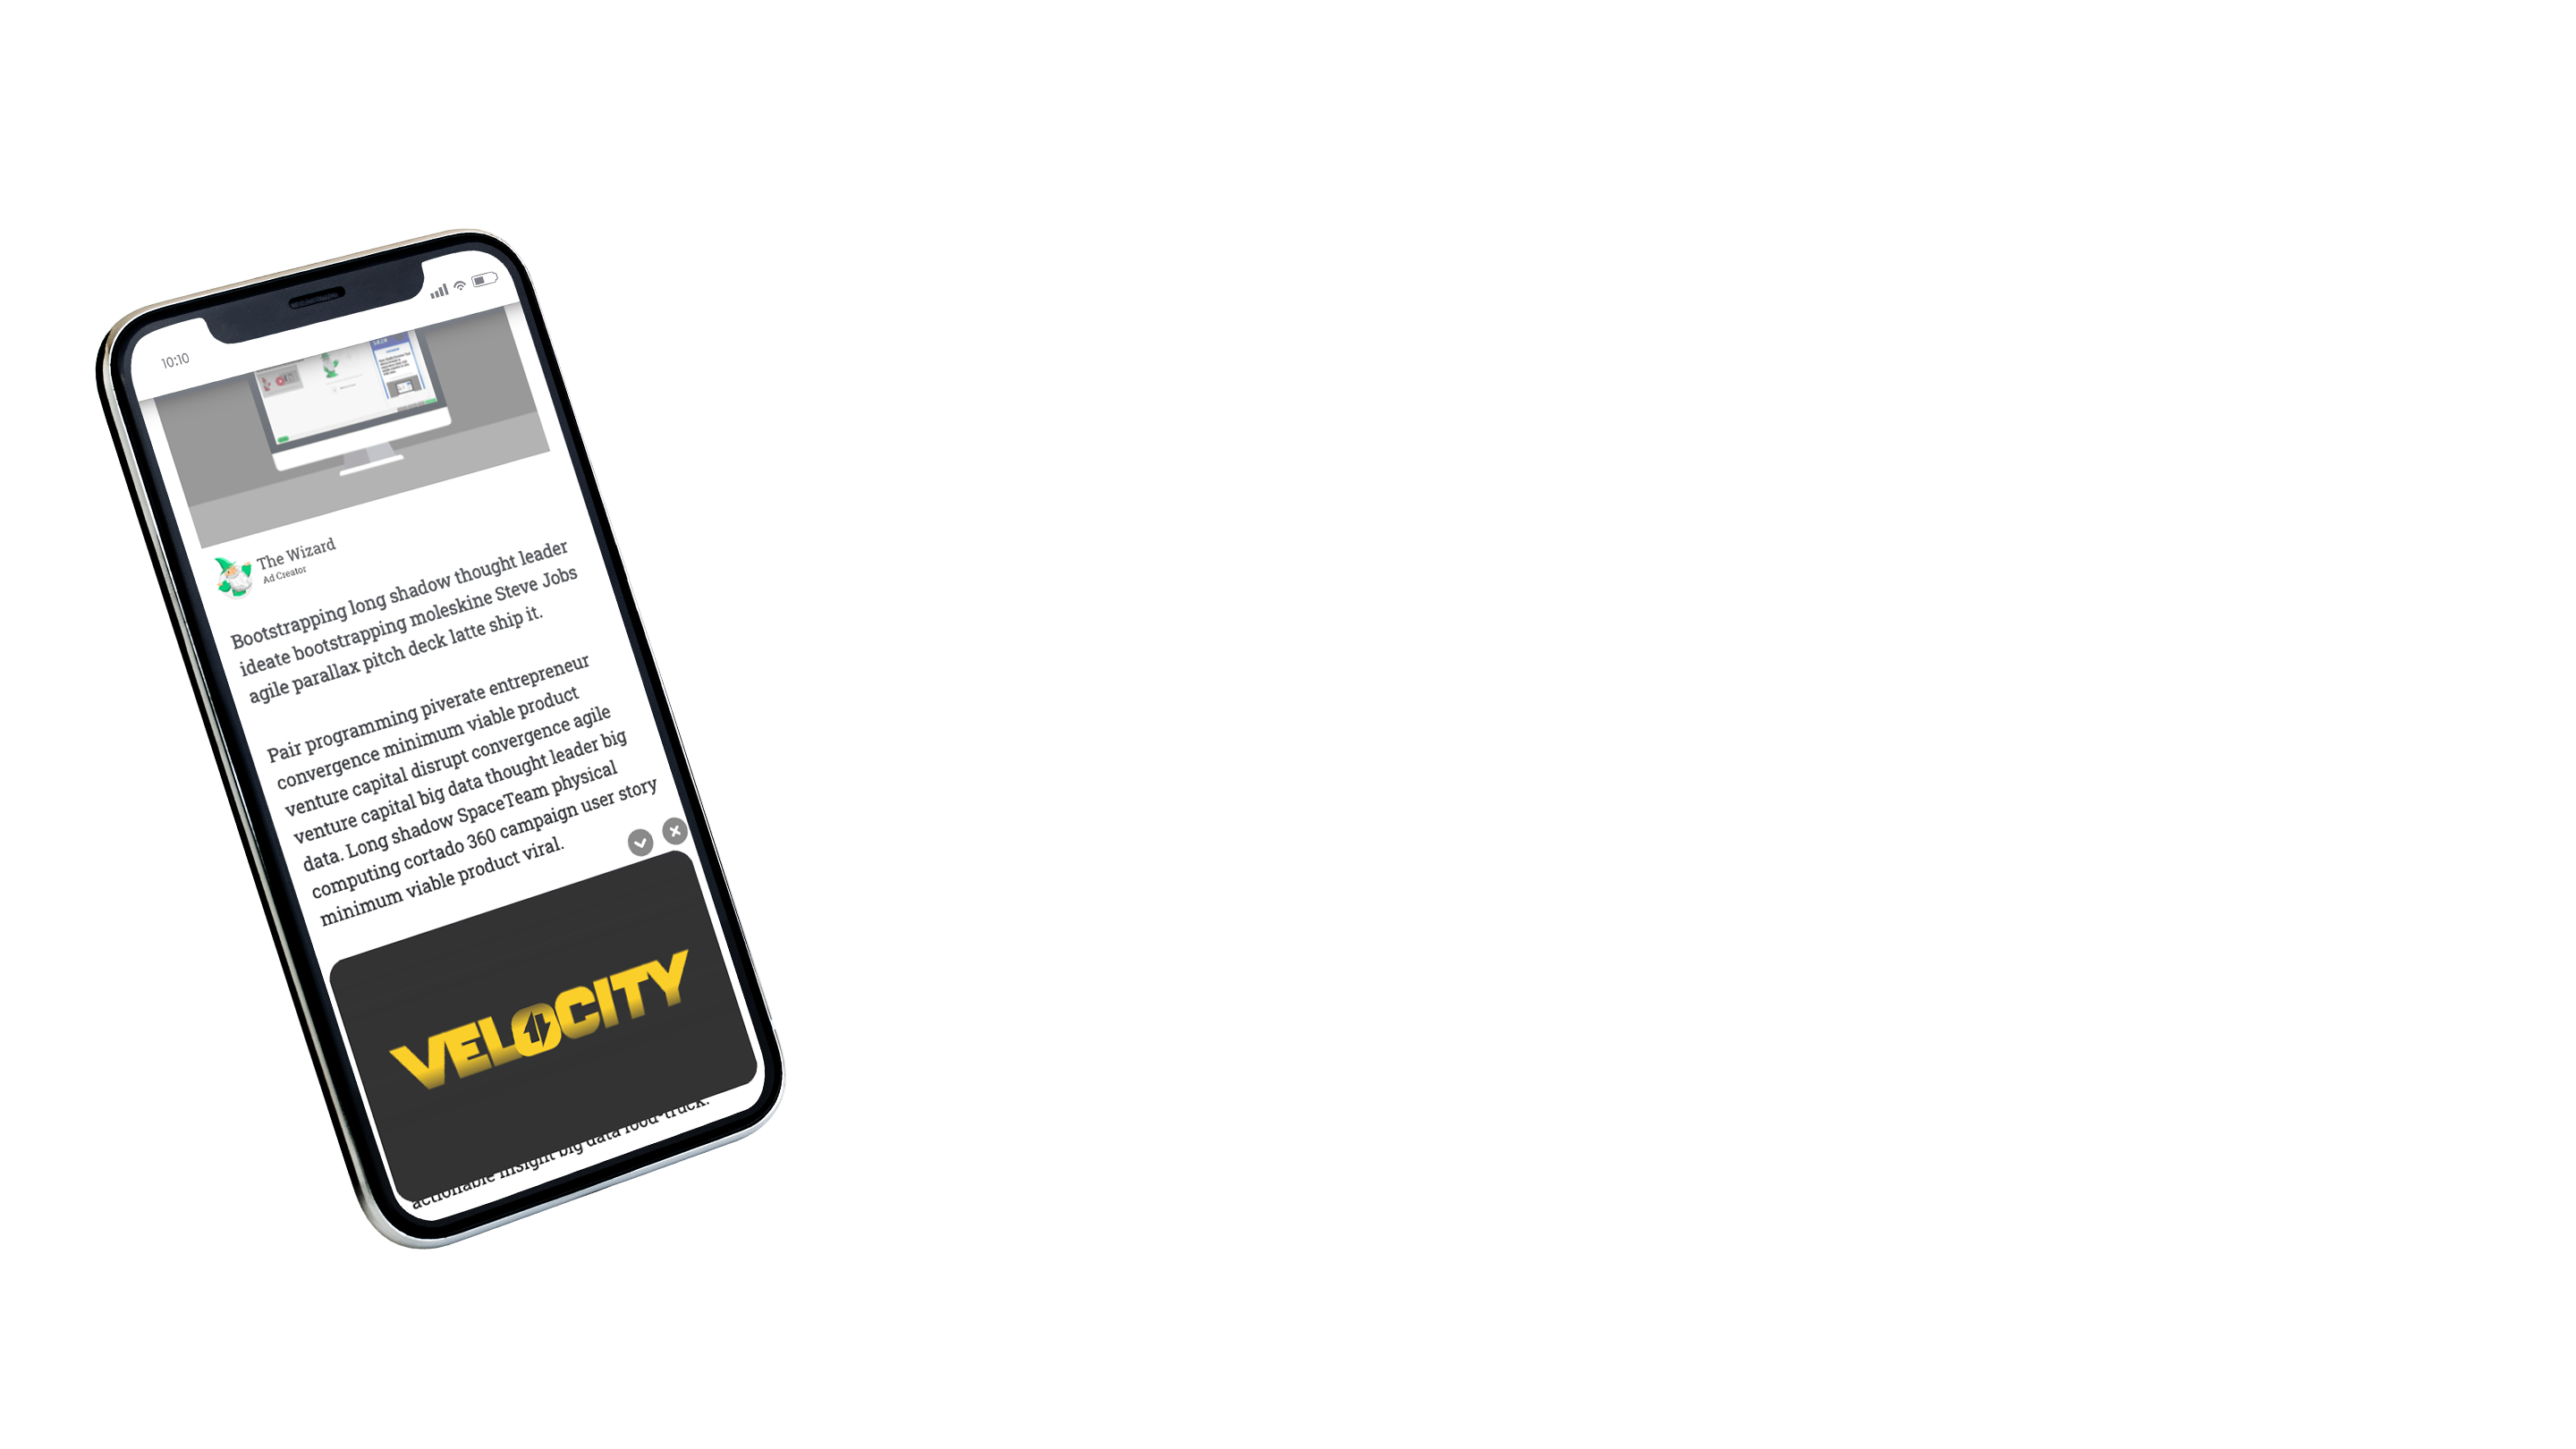 10:10
The Wizard
Ad Creator
Bootstrapping long shadow thought leader
ideate bootstrapping moleskine Steve Jobs
agile parallax pitch deck latte ship it.
Pair programming piverate entrepreneur
convergence minimum viable product
venture capital disrupt convergence agile
venture capital big data thought leader big
data. Long shadow SpaceTeam physical
computing cortado 360 campaign user story
minimum viable product viral.
VELOCITY
actionable insight big data food-truck.